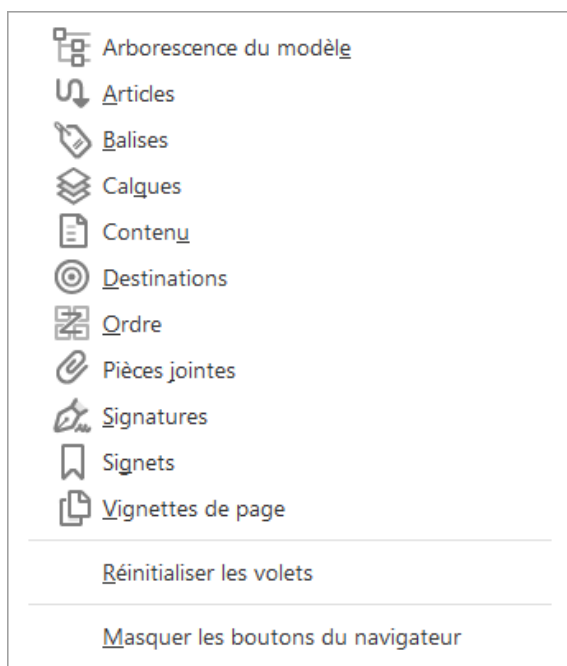 Arborescence du modèle
Articles
Balises
Calques
Contenu
Destinations
Ordre
Pièces jointes
Signatures
Signets
Vignettes de page
Réinitialiser les volets
Masquer les boutons du navigateur